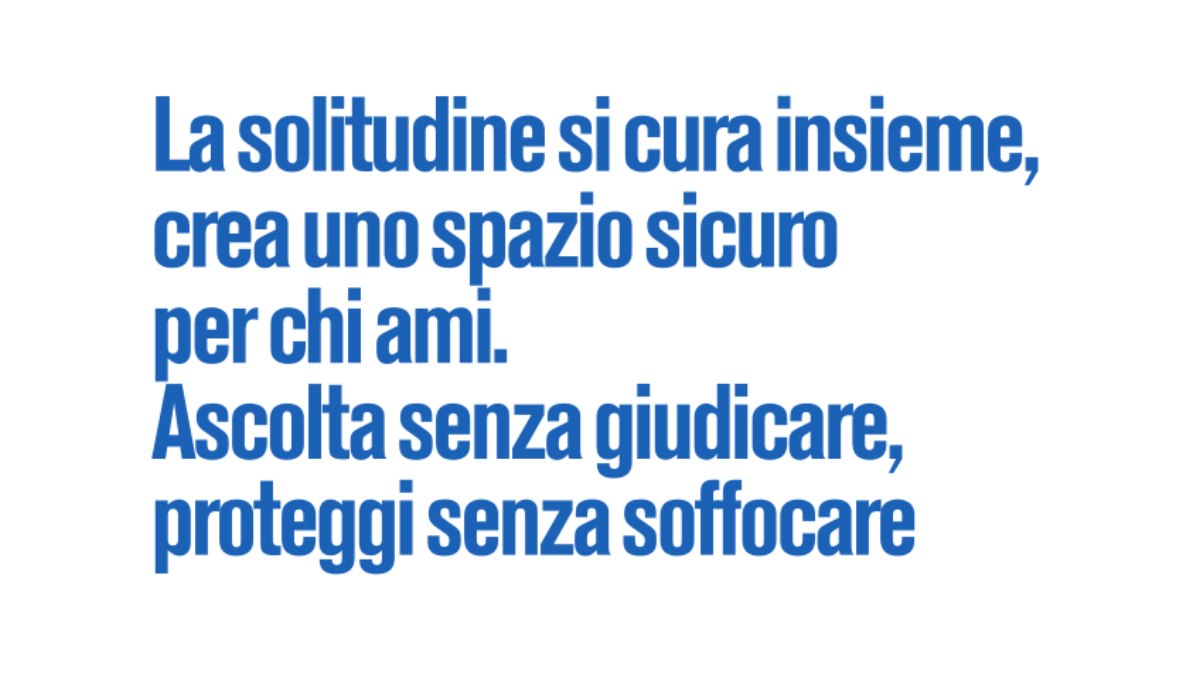 La solitudine si cura insieme,
crea uno spazio sicuro
per chi ami.
Ascolta senza giudicare,
proteggi senza soffocare